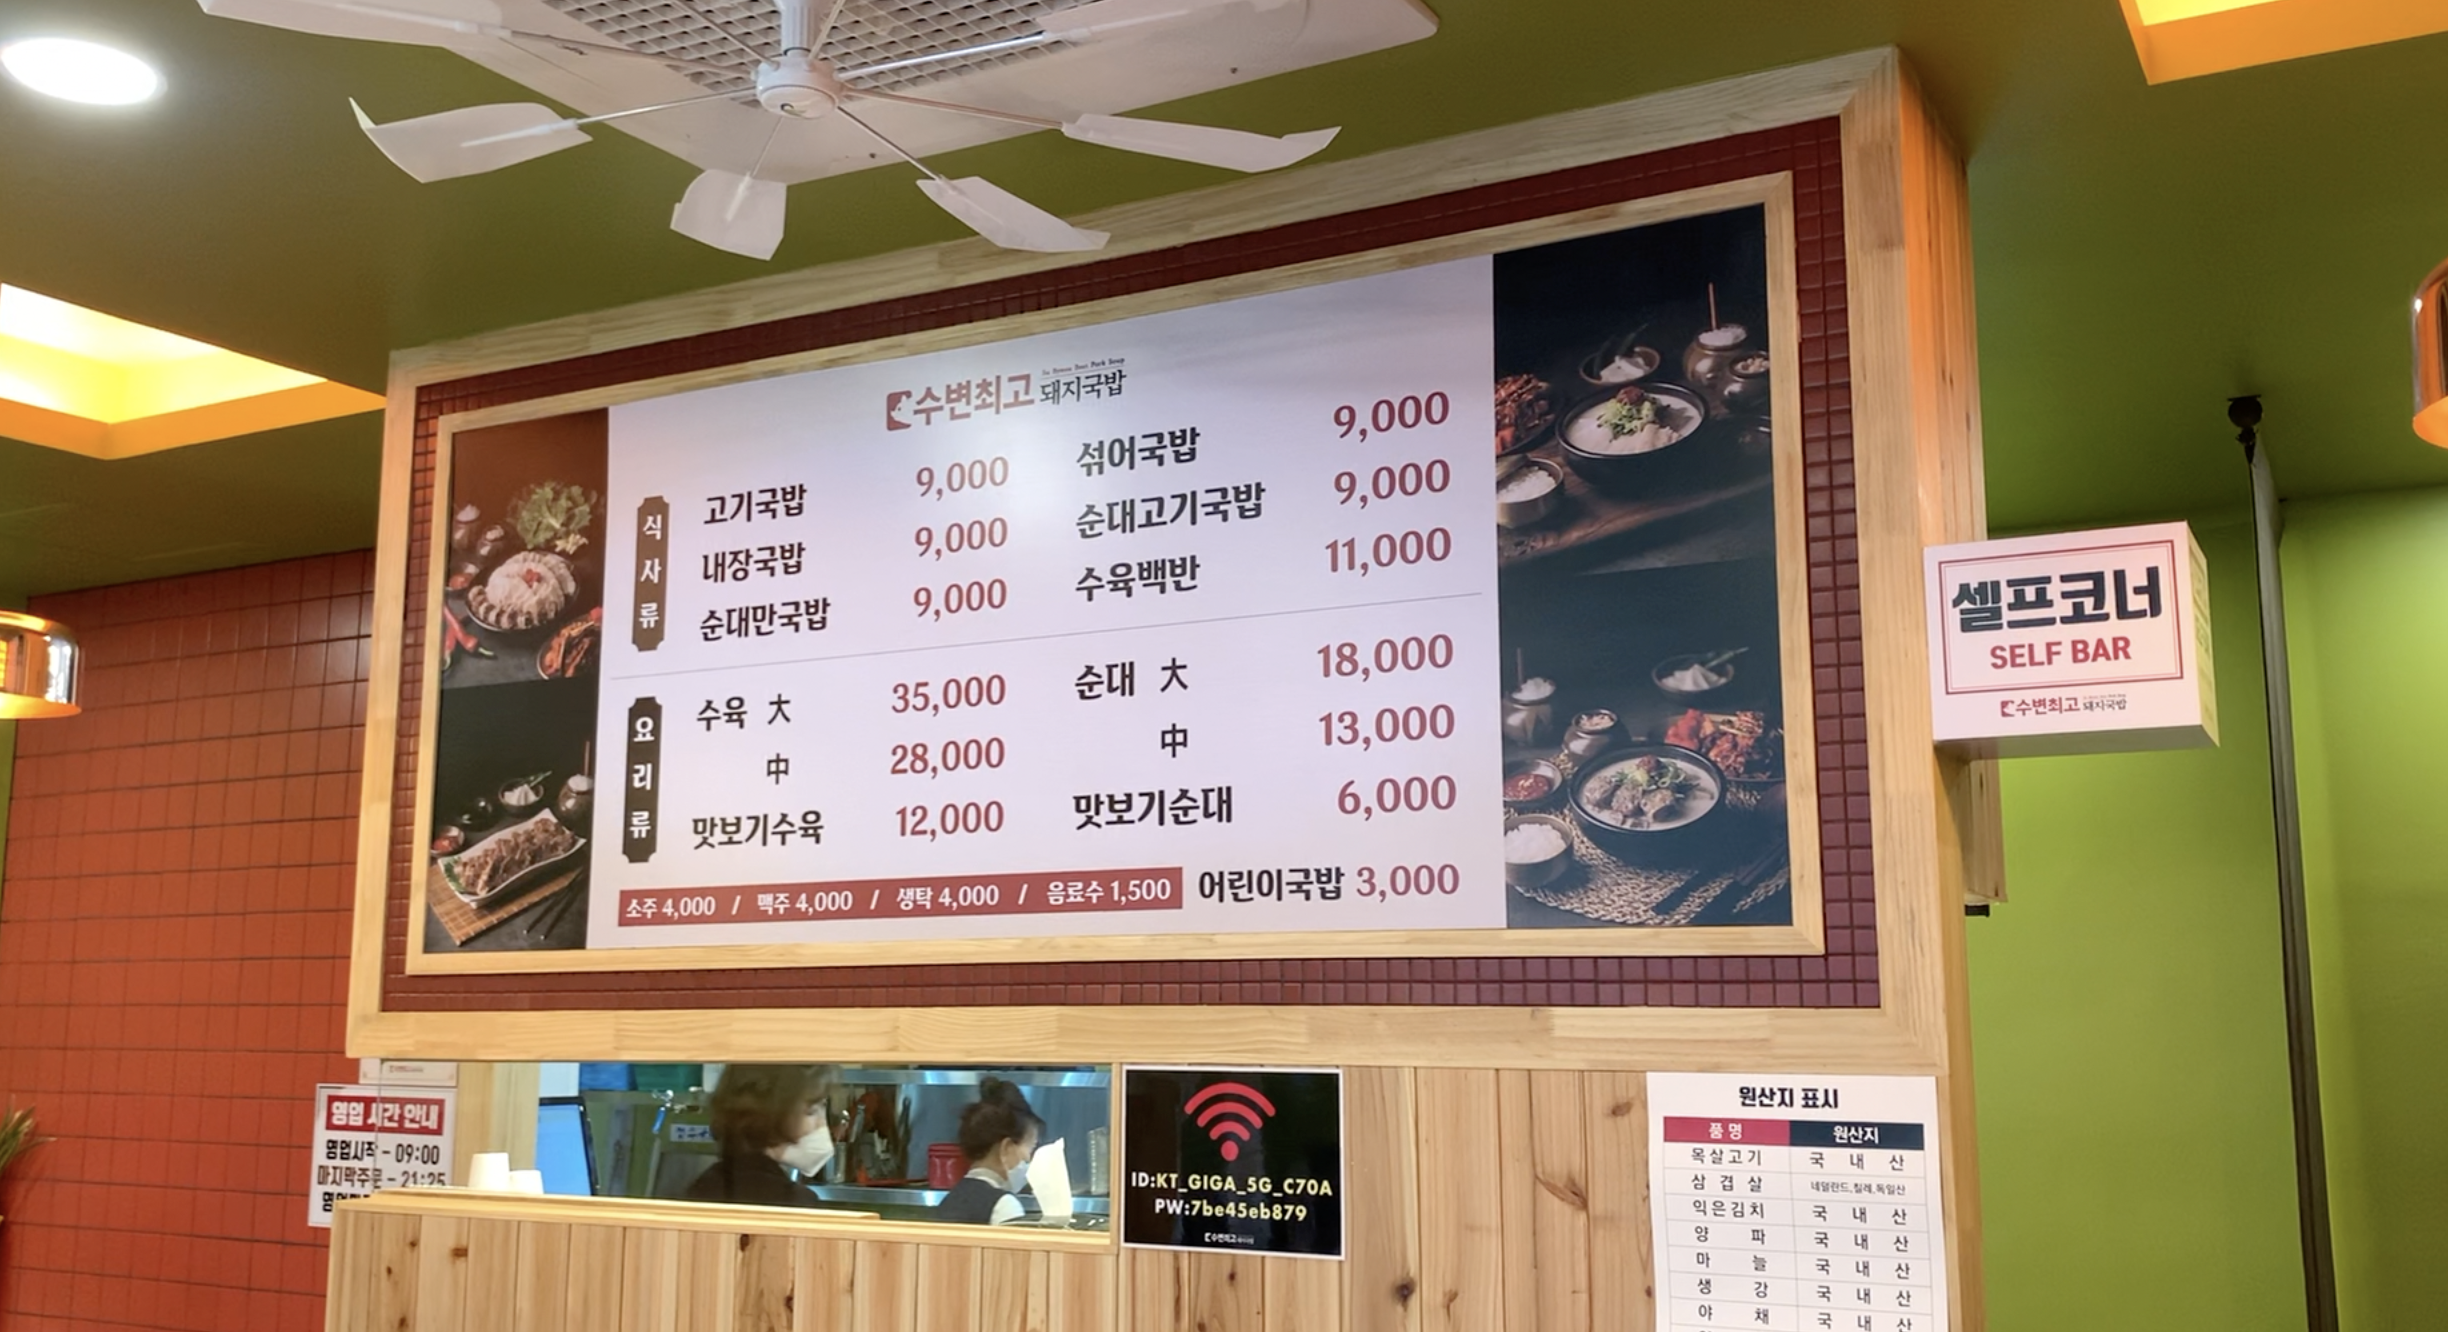 수변최고 돼지국밥
식사류
고기국밥 9,000
내장국밥 9,000
순대만국밥 9,000
섞어국밥 9,000
순대고기국밥 9,000
수육백반 11,000
요리류
수육 大 35,000
中 28,000
맛보기수육 12,000
순대 大 18,000
中 13,000
맛보기순대 6,000
소주 4,000 / 맥주 4,000 / 생탁 4,000 / 음료수 1,500
어린이국밥 3,000
셀프코너
SELF BAR
수변최고 돼지국밥
영업 시간 안내
영업시작 - 09:00
마지막주문 - 21:25
ID:KT_GIGA_5G_C70A
PW:7be45eb879
수변최고
원산지 표시
품명 원산지
목살고기 국내산
삼겹살 네덜란드,칠레,독일산
익은김치 국내산
양파 국내산
마늘 국내산
생강 국내산
야채 국내산